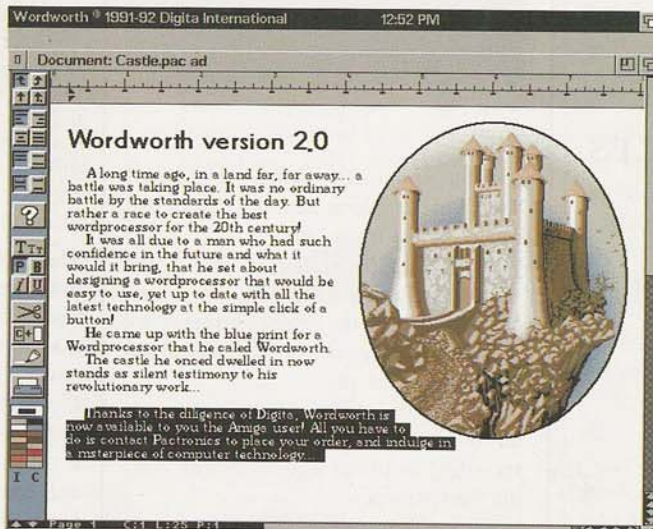 Wordworth ® 1991-92 Digita International 12:52 PM
Document: Castle.pac ad
Wordworth version 2.0
A long time ago, in a land far, far away... a
battle was taking place. It was no ordinary
battle by the standards of the day. But
rather a race to create the best
wordprocessor for the 20th century!
It was all due to a man who had such
confidence in the future and what it
would it bring, that he set about
designing a wordprocessor that would be
easy to use, yet up to date with all the
latest technology at the simple click of a
button!
He came up with the blue print for a
Wordprocessor that he caled Wordworth.
The castle he onced dwelled in now
stands as silent testimony to his
revolutionary work...
Thanks to the diligence of Digita, Wordworth is
now available to you the Amiga user! All you have to
do is contact Pactronics to place your order, and indulge in
a msterpiece of computer technology...
?
TTT
P B
I U
I C
Page 1 C:1 L:25 P:1